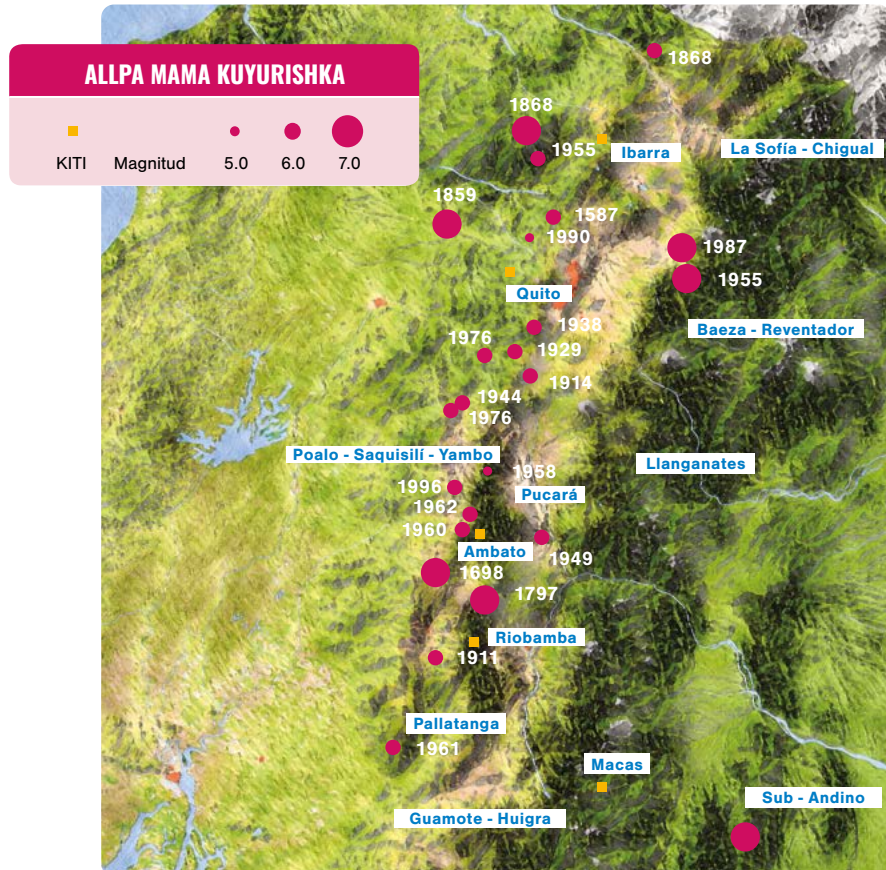 ALLPA MAMA KUYURISHKA
KITI Magnitud 5.0 6.0 7.0
1868
1868
1955
Ibarra
La Sofía - Chigual
1859
1587
1990
1987
1955
Quito
Baeza - Reventador
1938
1976
1929
1914
1944
1976
Poalo - Saquisilí - Yambo
Llanganates
1958
1996
Pucará
1962
1960
Ambato
1949
1698
1797
Riobamba
1911
Pallatanga
1961
Macas
Sub - Andino
Guamote - Huigra